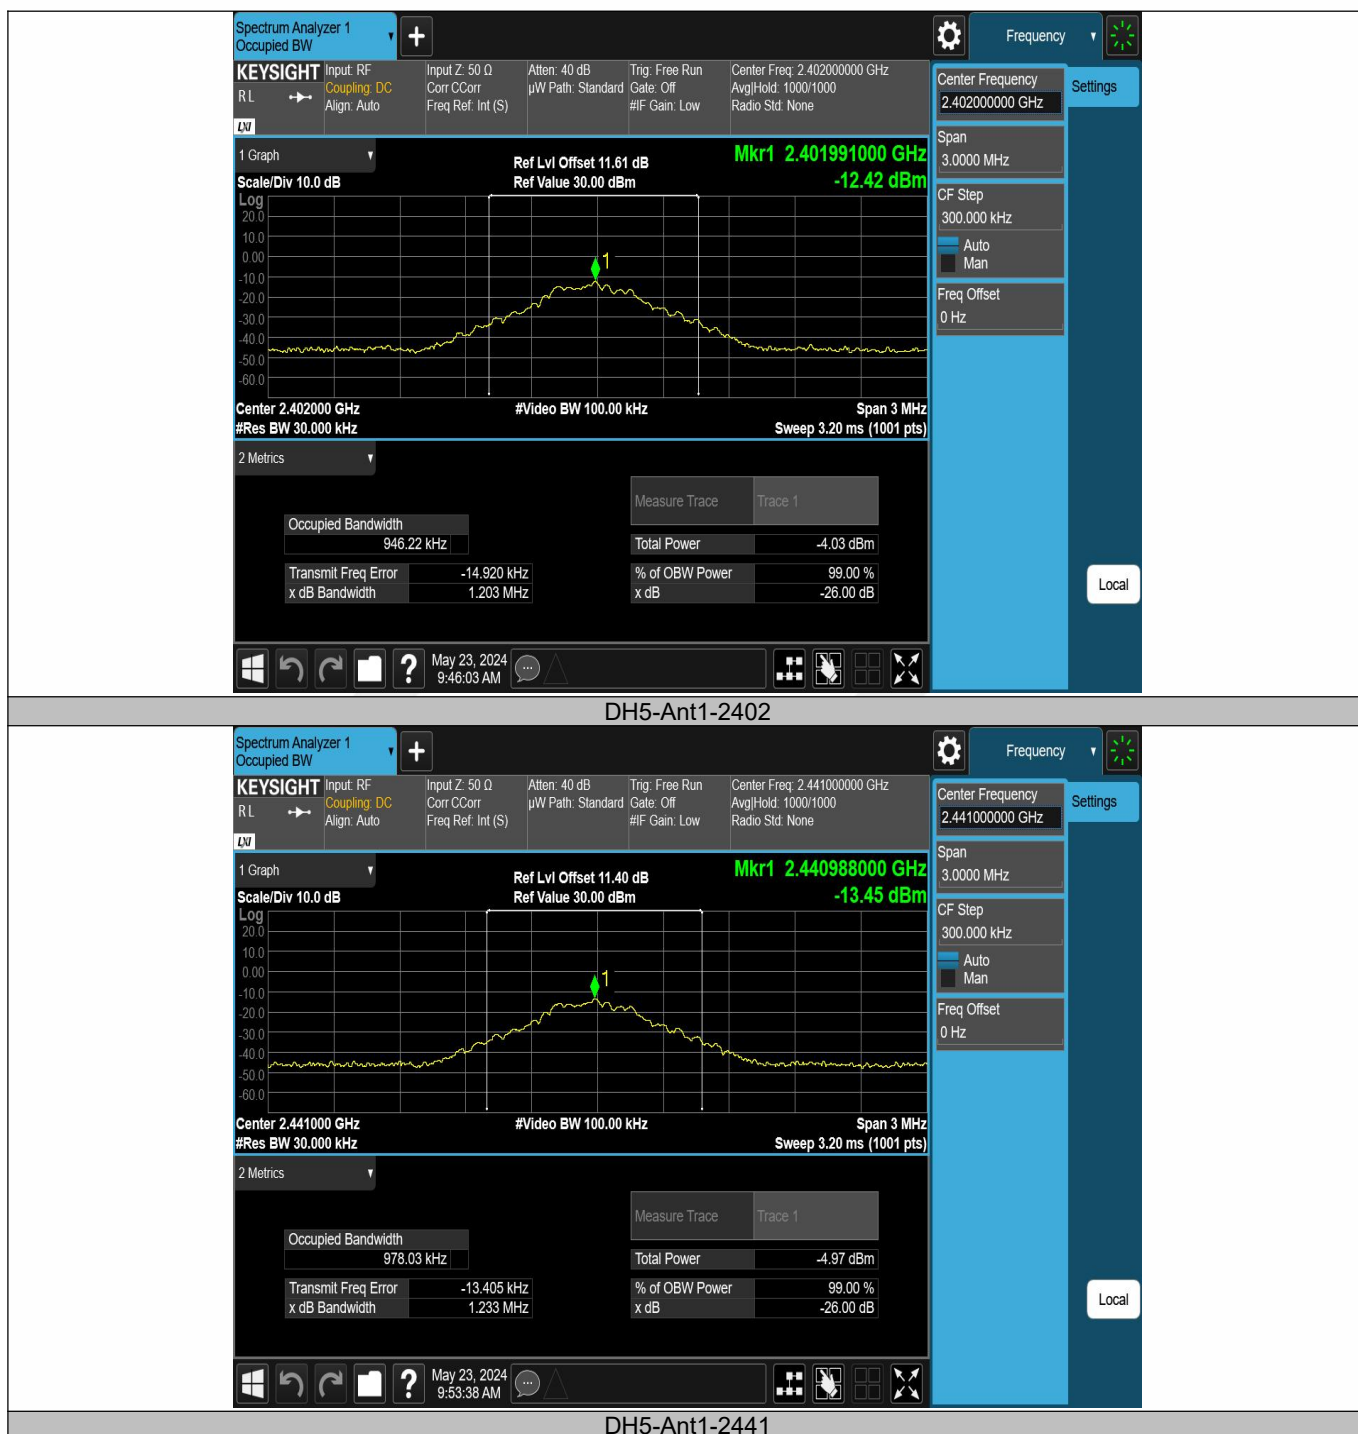 Spectrum Analyzer 1
Occupied BW
Frequency
KEYSIGHT
R L
LXI
Input: RF
Coupling: DC
Align: Auto
Input Z: 50 Ω
Corr CCorr
Freq Ref: Int (S)
Atten: 40 dB
µW Path: Standard
Trig: Free Run
Gate: Off
#IF Gain: Low
Center Freq: 2.402000000 GHz
Avg|Hold: 1000/1000
Radio Std: None
Center Frequency
2.402000000 GHz
Settings
Span
3.0000 MHz
CF Step
300.000 kHz
Auto
Man
Freq Offset
0 Hz
Local
1 Graph
Scale/Div 10.0 dB
Ref Lvl Offset 11.61 dB
Ref Value 30.00 dBm
Mkr1 2.401991000 GHz
-12.42 dBm
Log
20.0
10.0
0.00
-10.0
-20.0
-30.0
-40.0
-50.0
-60.0
1
Center 2.402000 GHz
#Video BW 100.00 kHz
Span 3 MHz
#Res BW 30.000 kHz
Sweep 3.20 ms (1001 pts)
2 Metrics
Measure Trace Trace 1
Occupied Bandwidth
946.22 kHz
Total Power -4.03 dBm
Transmit Freq Error -14.920 kHz
% of OBW Power 99.00 %
x dB Bandwidth 1.203 MHz
x dB -26.00 dB
?
May 23, 2024
9:46:03 AM
DH5-Ant1-2402
Spectrum Analyzer 1
Occupied BW
Frequency
KEYSIGHT
R L
LXI
Input: RF
Coupling: DC
Align: Auto
Input Z: 50 Ω
Corr CCorr
Freq Ref: Int (S)
Atten: 40 dB
µW Path: Standard
Trig: Free Run
Gate: Off
#IF Gain: Low
Center Freq: 2.441000000 GHz
Avg|Hold: 1000/1000
Radio Std: None
Center Frequency
2.441000000 GHz
Settings
Span
3.0000 MHz
CF Step
300.000 kHz
Auto
Man
Freq Offset
0 Hz
Local
1 Graph
Scale/Div 10.0 dB
Ref Lvl Offset 11.40 dB
Ref Value 30.00 dBm
Mkr1 2.440988000 GHz
-13.45 dBm
Log
20.0
10.0
0.00
-10.0
-20.0
-30.0
-40.0
-50.0
-60.0
1
Center 2.441000 GHz
#Video BW 100.00 kHz
Span 3 MHz
#Res BW 30.000 kHz
Sweep 3.20 ms (1001 pts)
2 Metrics
Measure Trace Trace 1
Occupied Bandwidth
978.03 kHz
Total Power -4.97 dBm
Transmit Freq Error -13.405 kHz
% of OBW Power 99.00 %
x dB Bandwidth 1.233 MHz
x dB -26.00 dB
?
May 23, 2024
9:53:38 AM
DH5-Ant1-2441